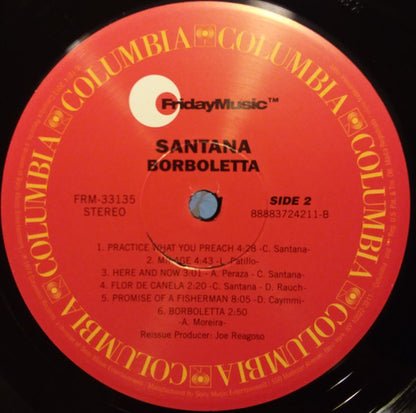 COLUMBIA COLUMBIA COLUMBIA COLUMBIA COLUMBIA COLUMBIA
FridayMusic™
SANTANA
BORBOLETTA
FRM-33135
STEREO
SIDE 2
88883724211-B
1. PRACTICE WHAT YOU PREACH 4:28 -C. Santana-
2. MIRAGE 4:43 -L. Patillo-
3. HERE AND NOW 3:01 - A. Peraza - C. Santana-
4. FLOR DE CANELA 2:20 -C. Santana - D. Rauch-
5. PROMISE OF A FISHERMAN 8:05 -D. Caymmi-
6. BORBOLETTA 2:50
-A. Moreira-
Reissue Producer: Joe Reagoso